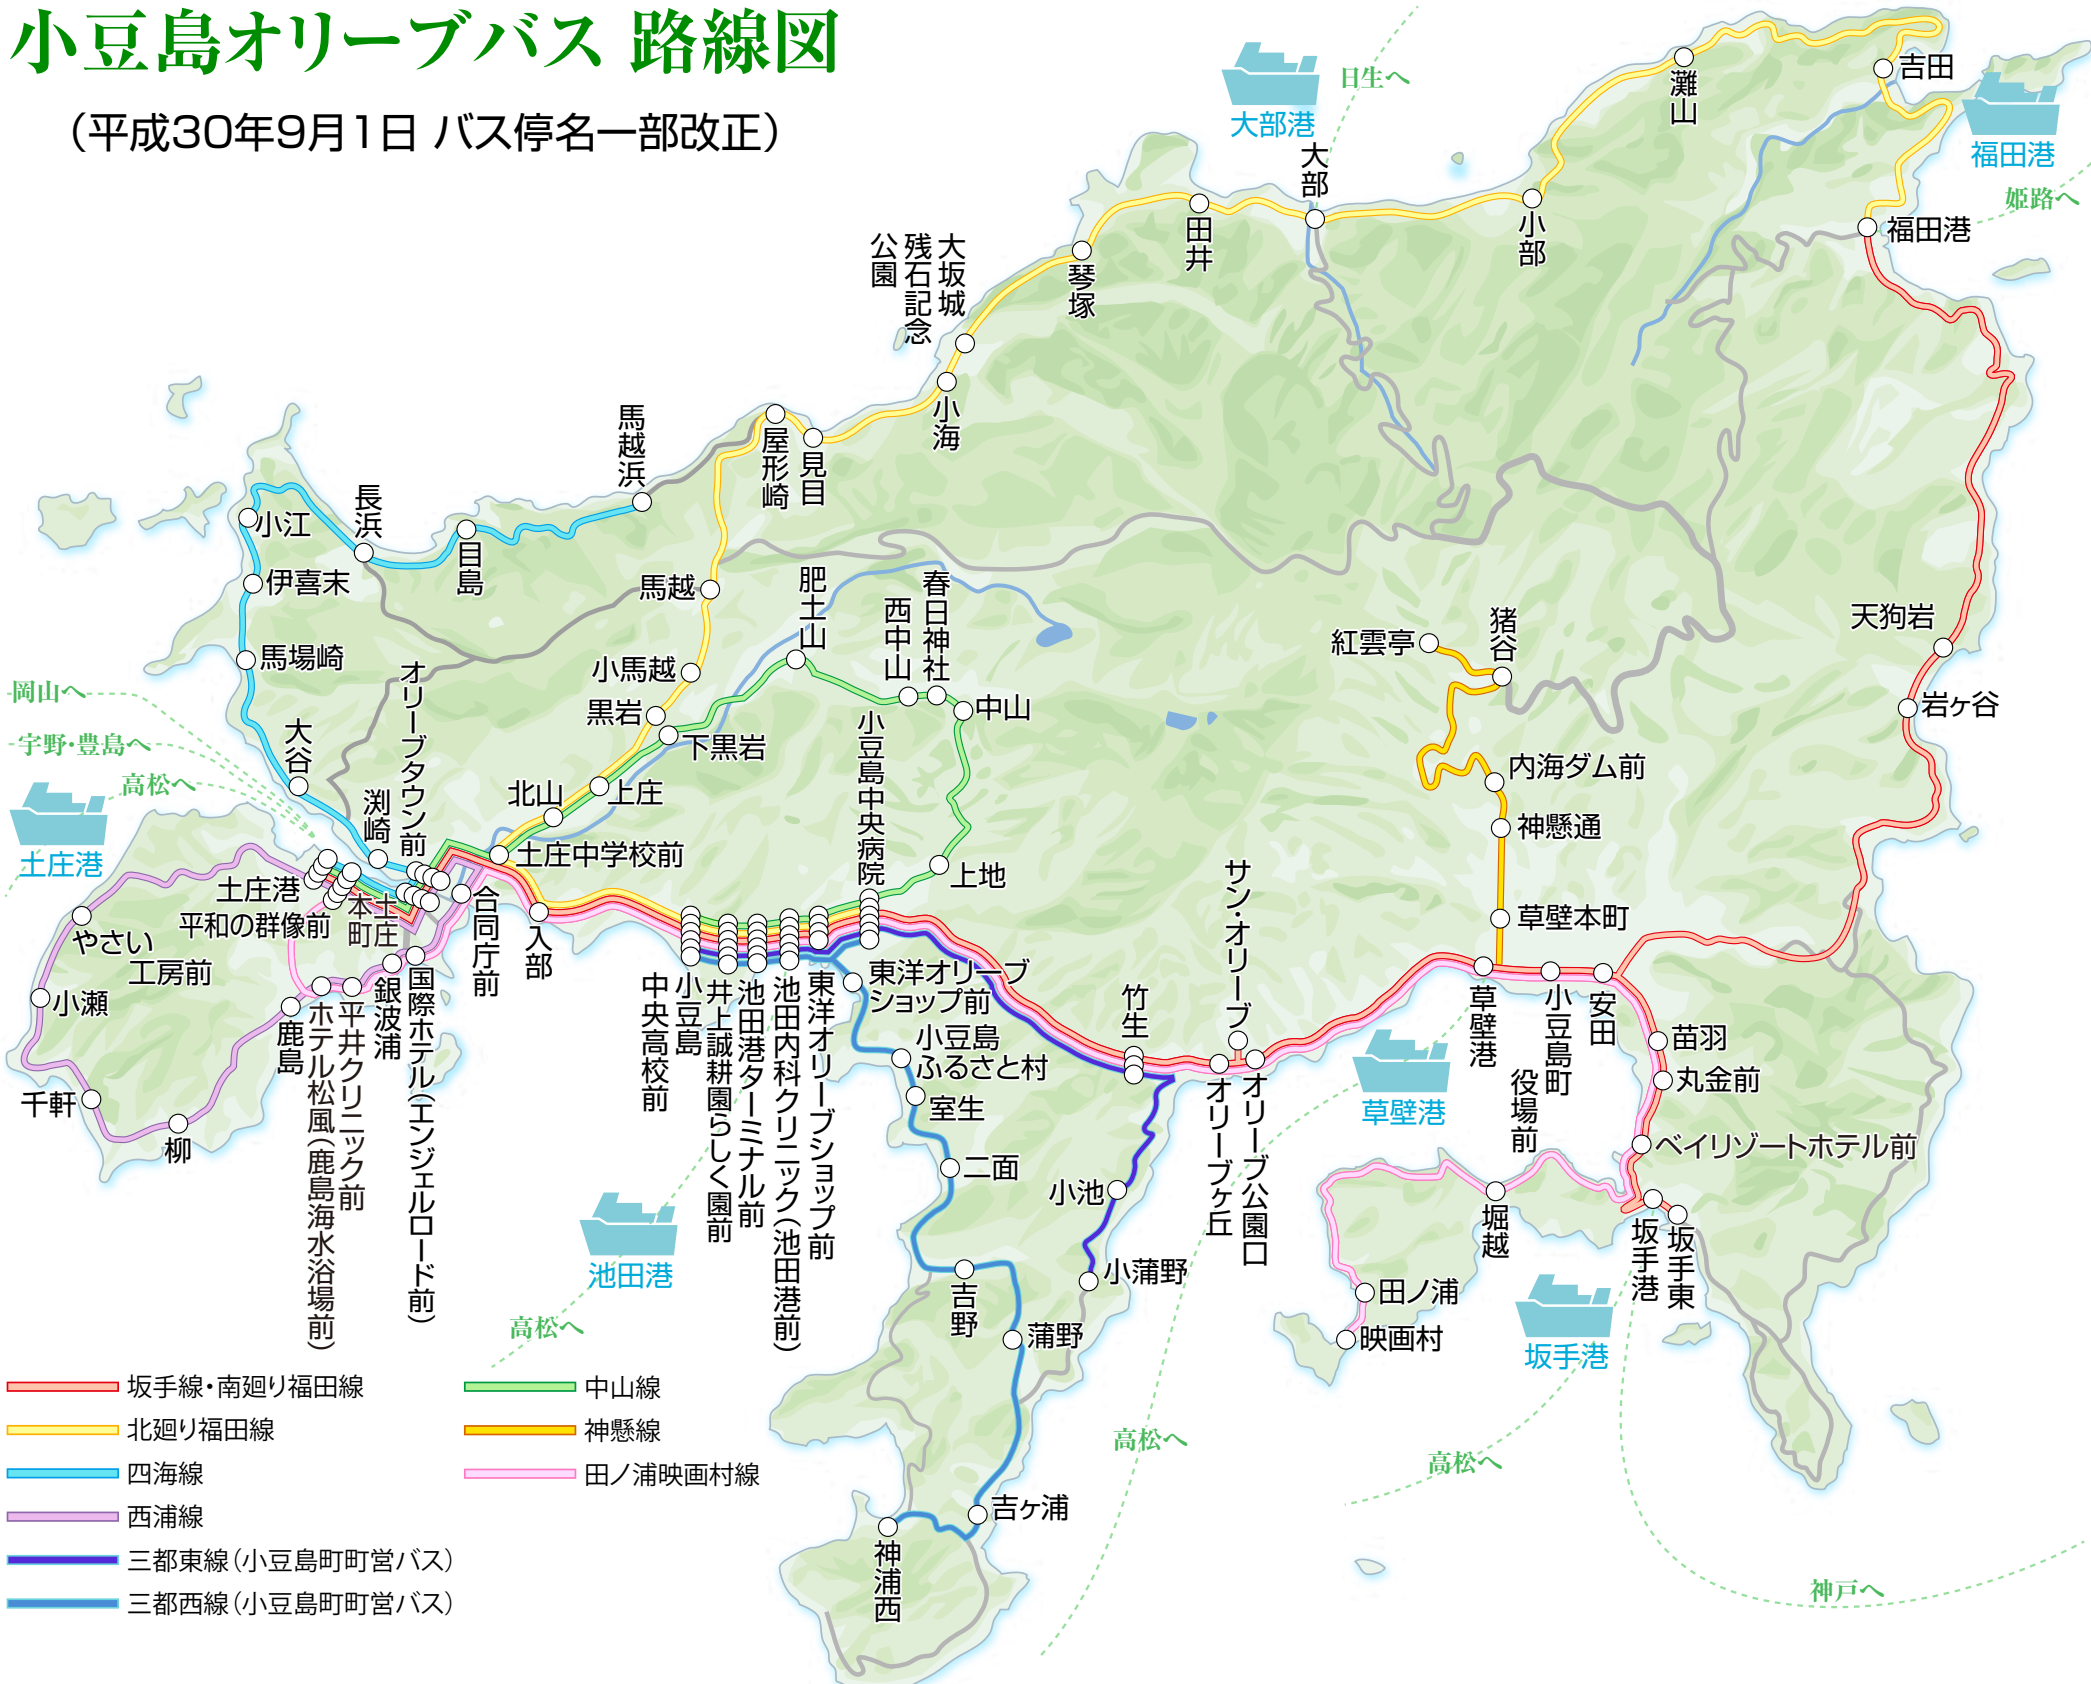 小豆島オリーブバス 路線図
（平成30年9月1日 バス停名一部改正）
日生へ
大部港
大部
灘山
吉田
福田港
姫路へ
福田港
小部
田井
琴塚
大坂城
残石記念
公園
小海
見目
屋形崎
馬越浜
目島
長浜
小江
伊喜末
馬場崎
大谷
渕崎
オリーブタウン前
馬越
小馬越
黒岩
下黒岩
上庄
北山
土庄中学校前
肥土山
西中山
春日神社
中山
上地
小豆島中央病院
紅雲亭
猪谷
内海ダム前
神懸通
草壁本町
天狗岩
岩ヶ谷
岡山へ
宇野・豊島へ
高松へ
土庄港
土庄港
平和の群像前
土庄
本町
合同庁前
入部
やさい
工房前
小瀬
千軒
柳
鹿島
ホテル松風(鹿島海水浴場前)
平井クリニック前
銀波浦
国際ホテル(エンジェルロード前)
小豆島
中央高校前
井上誠耕園らしく園前
池田港ターミナル前
池田内科クリニック(池田港前)
東洋オリーブショップ前
東洋オリーブ
ショップ前
小豆島
ふるさと村
室生
二面
吉野
蒲野
吉ヶ浦
神浦西
竹生
小池
小蒲野
サン・オリーブ
オリーブヶ丘
オリーブ公園口
草壁港
小豆島町
役場前
安田
苗羽
丸金前
ベイリゾートホテル前
坂手港
坂手東
堀越
田ノ浦
映画村
草壁港
池田港
坂手港
高松へ
高松へ
高松へ
神戸へ
坂手線・南廻り福田線
北廻り福田線
四海線
西浦線
三都東線（小豆島町町営バス）
三都西線（小豆島町町営バス）
中山線
神懸線
田ノ浦映画村線